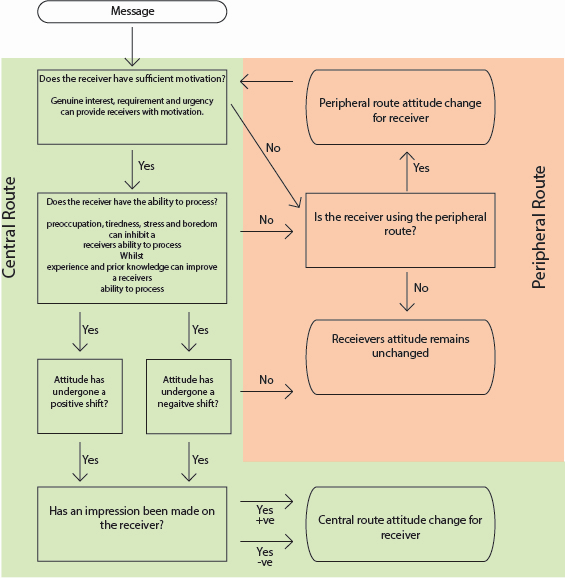 Message
Does the receiver have sufficient motivation?
Genuine interest, requirement and urgency
can provide receivers with motivation.
No
Peripheral route attitude change
for receiver
Yes
Yes
Central Route
Does the receiver have the ability to process?
preoccupation, tiredness, stress and boredom
can inhibit a
receivers ability to process
Whilst
experience and prior knowledge can improve
a receivers
ability to process
No
Is the receiver using the peripheral
route?
Peripheral Route
No
Yes
Yes
Receievers attitude remains
unchanged
Attitude has
undergone a
positive shift?
Attitude has
undergone a
negaitve shift?
No
Yes
Yes
Has an impression been made on
the receiver?
Yes
+ve
Yes
-ve
Central route attitude change for
receiver